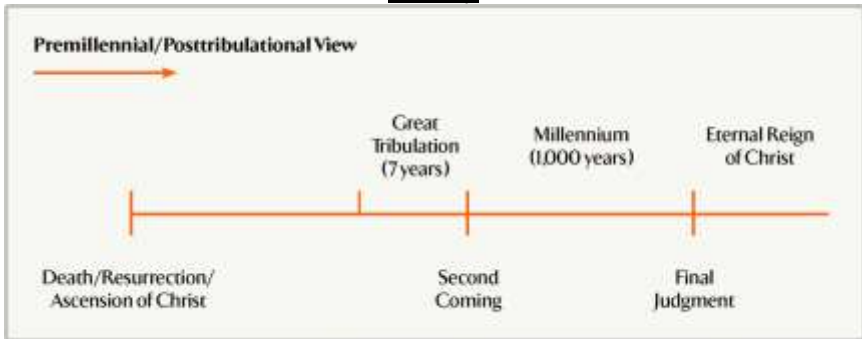 Premillennial/Posttribulational View
Great
Tribulation
(7 years)
Millennium
(1,000 years)
Eternal Reign
of Christ
Death/Resurrection/
Ascension of Christ
Second
Coming
Final
Judgment